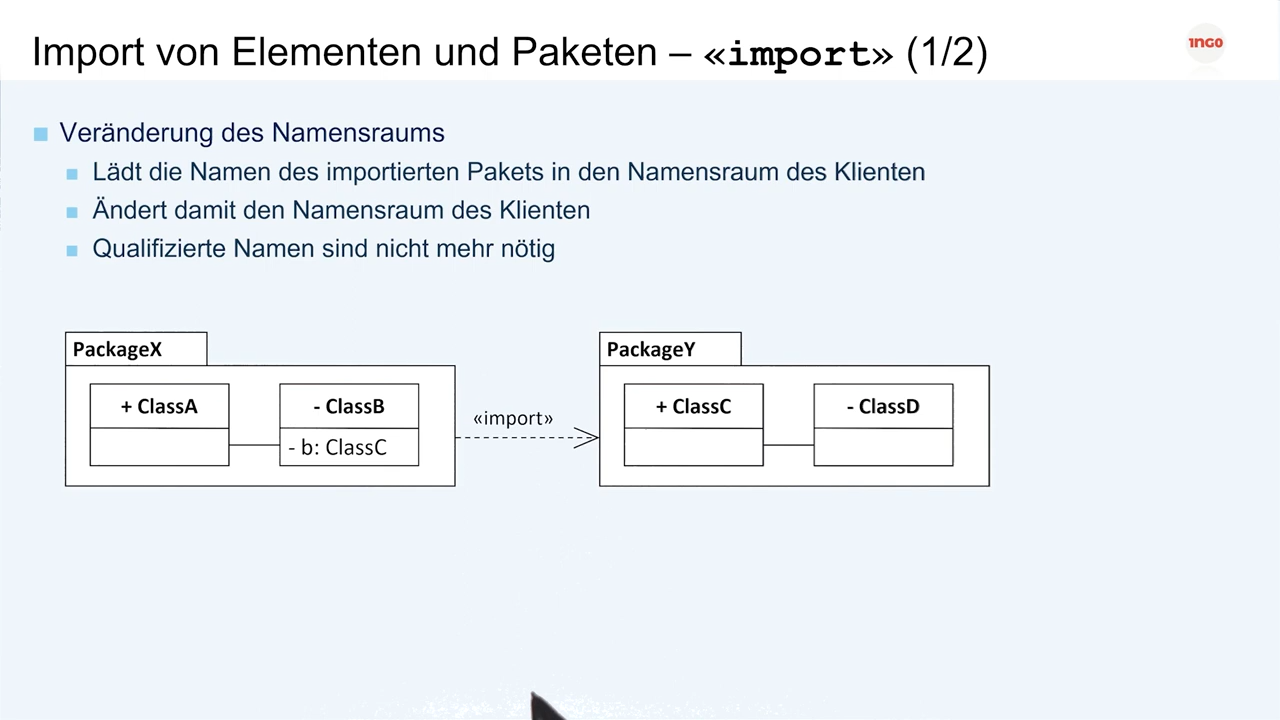 Import von Elementen und Paketen – «import» (1/2)
1NGO
Veränderung des Namensraums
Lädt die Namen des importierten Pakets in den Namensraum des Klienten
Ändert damit den Namensraum des Klienten
Qualifizierte Namen sind nicht mehr nötig
PackageX
+ ClassA
- ClassB
- b: ClassC
«import»
PackageY
+ ClassC
- ClassD